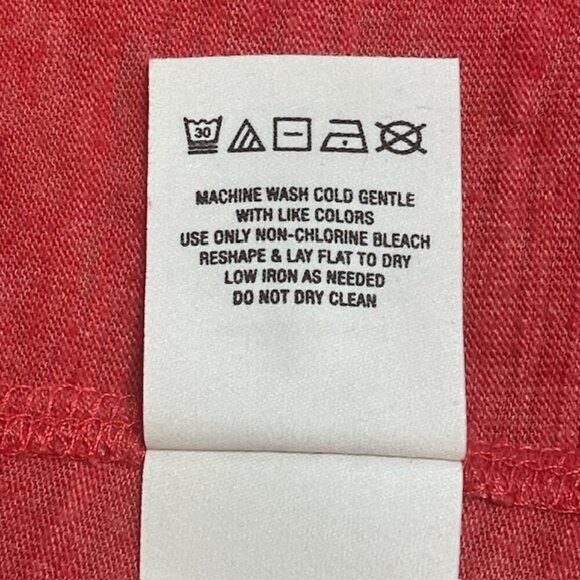 30
MACHINE WASH COLD GENTLE
WITH LIKE COLORS
USE ONLY NON-CHLORINE BLEACH
RESHAPE & LAY FLAT TO DRY
LOW IRON AS NEEDED
DO NOT DRY CLEAN